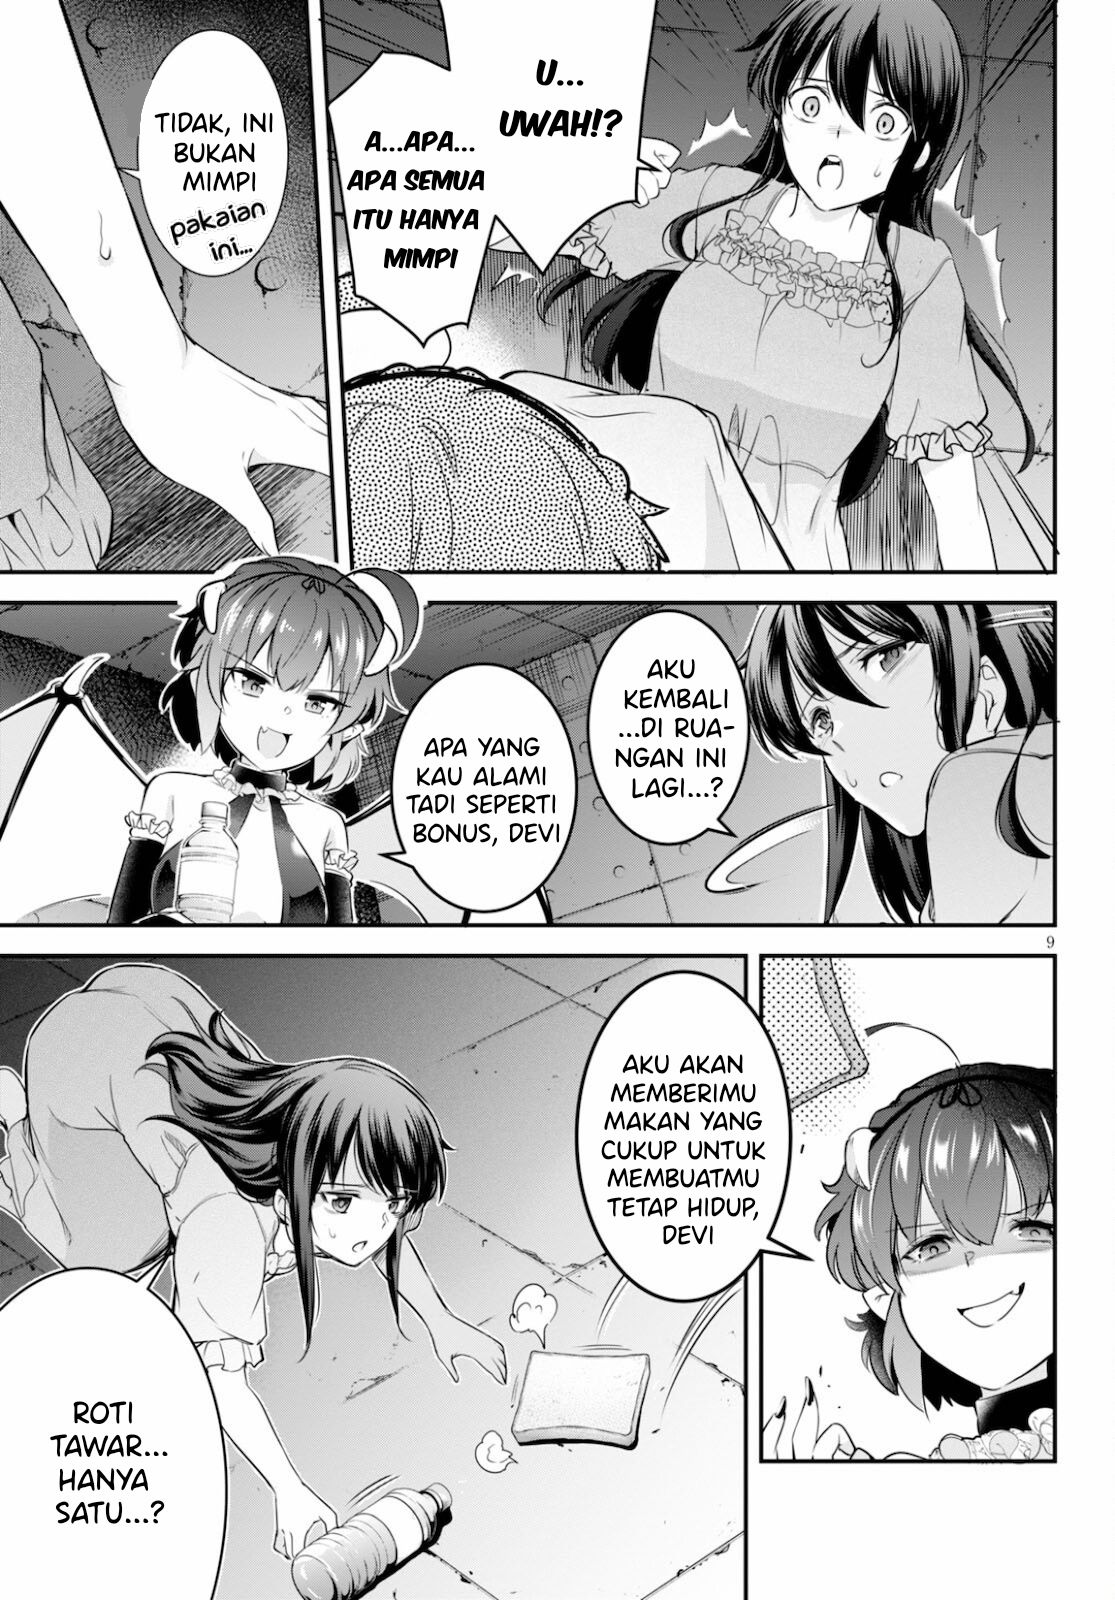 U...
UWAH!?
A...APA...
APA SEMUA
ITU HANYA
MIMPI
TIDAK, INI
BUKAN
MIMPI
pakaian
ini...
AKU
KEMBALI
...DI RUA-
NGAN INI
LAGI...?
APA YANG
KAU ALAMI
TADI SEPERTI
BONUS, DEVI
9
AKU AKAN
MEMBERIMU
MAKAN YANG
CUKUP UNTUK
MEMBUATMU
TETAP HIDUP,
DEVI
ROTI
TAWAR...
HANYA
SATU...?